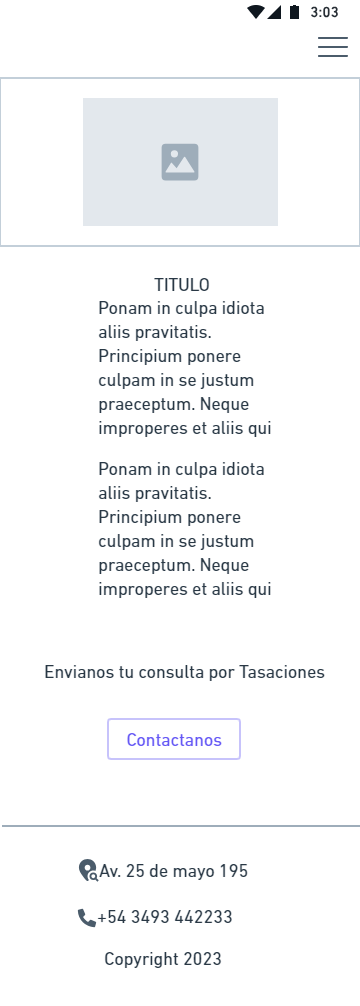 3:03
TITULO
Ponam in culpa idiota
aliis pravitatis.
Principium ponere
culpam in se justum
praeceptum. Neque
improperes et aliis qui
Ponam in culpa idiota
aliis pravitatis.
Principium ponere
culpam in se justum
praeceptum. Neque
improperes et aliis qui
Envianos tu consulta por Tasaciones
Contactanos
Av. 25 de mayo 195
+54 3493 442233
Copyright 2023